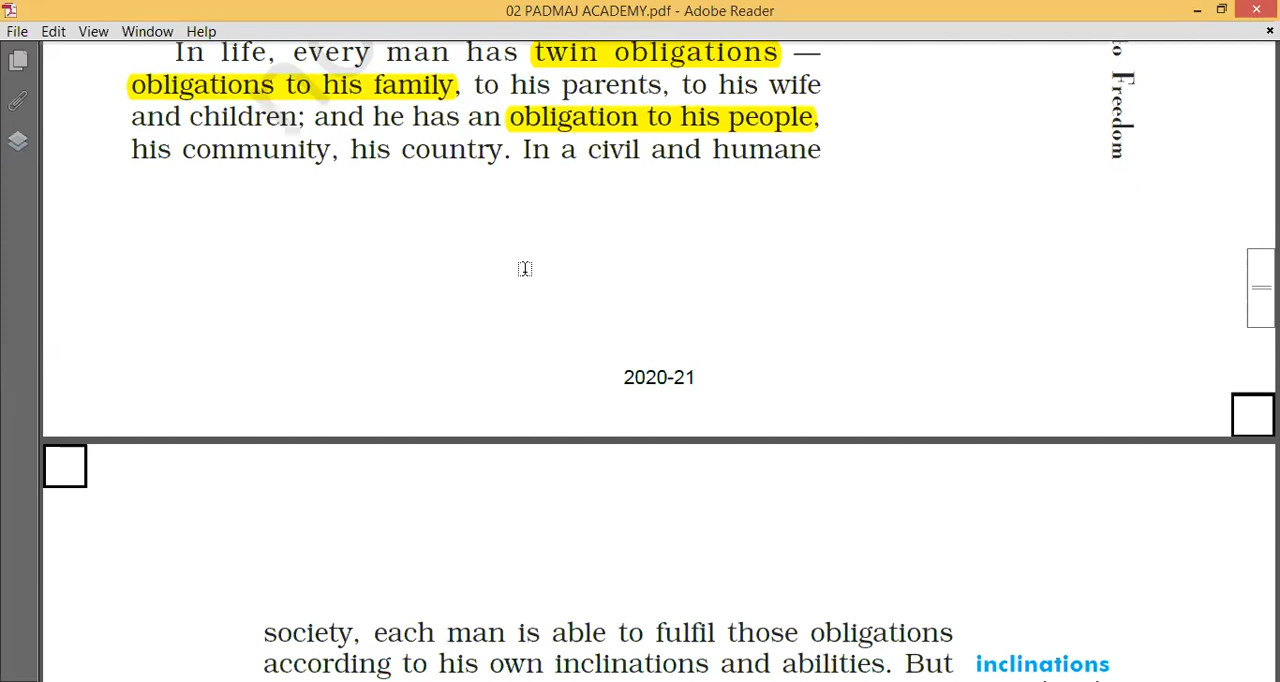 02 PADMAJ ACADEMY.pdf - Adobe Reader
File Edit View Window Help
In life, every man has twin obligations —
obligations to his family, to his parents, to his wife
and children; and he has an obligation to his people,
his community, his country. In a civil and humane
to Freedom
2020-21
society, each man is able to fulfil those obligations
according to his own inclinations and abilities. But
inclinations